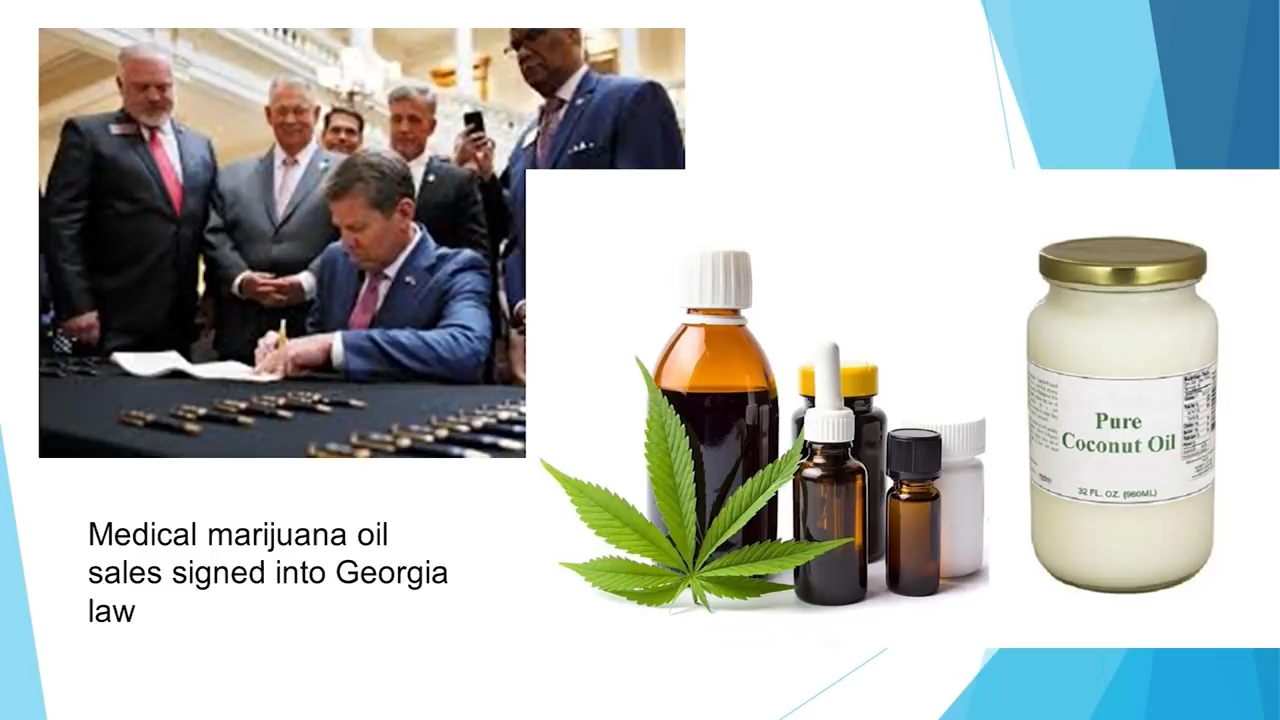 Medical marijuana oil
sales signed into Georgia
law
Pure
Coconut Oil
32 FL. OZ. (960ML)